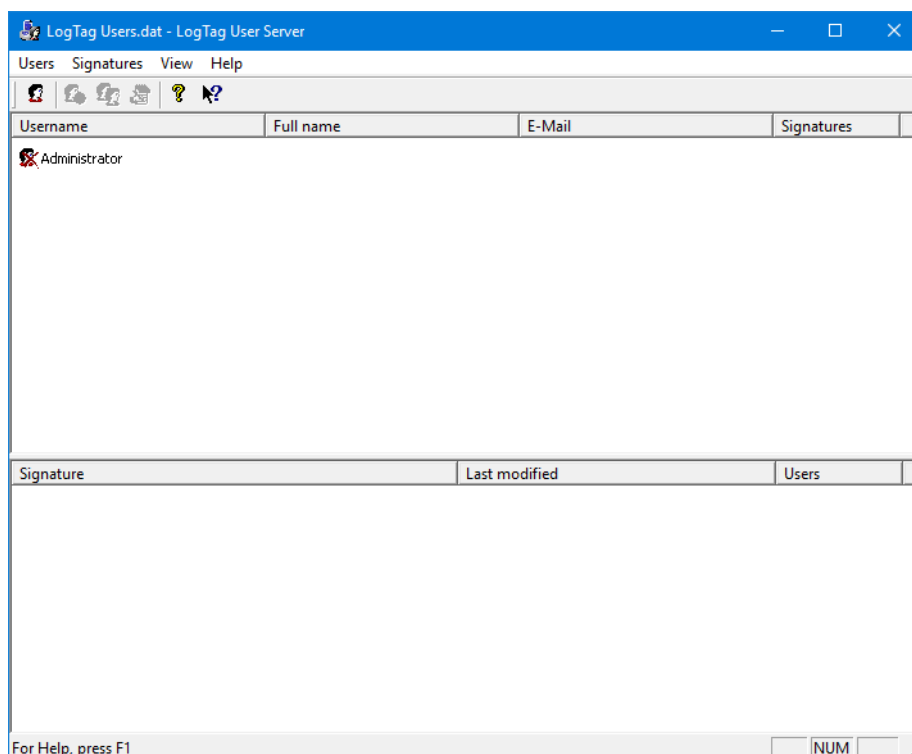 LogTag Users.dat - LogTag User Server
Users Signatures View Help
Username Full name E-Mail Signatures
Administrator
Signature Last modified Users
For Help, press F1 NUM